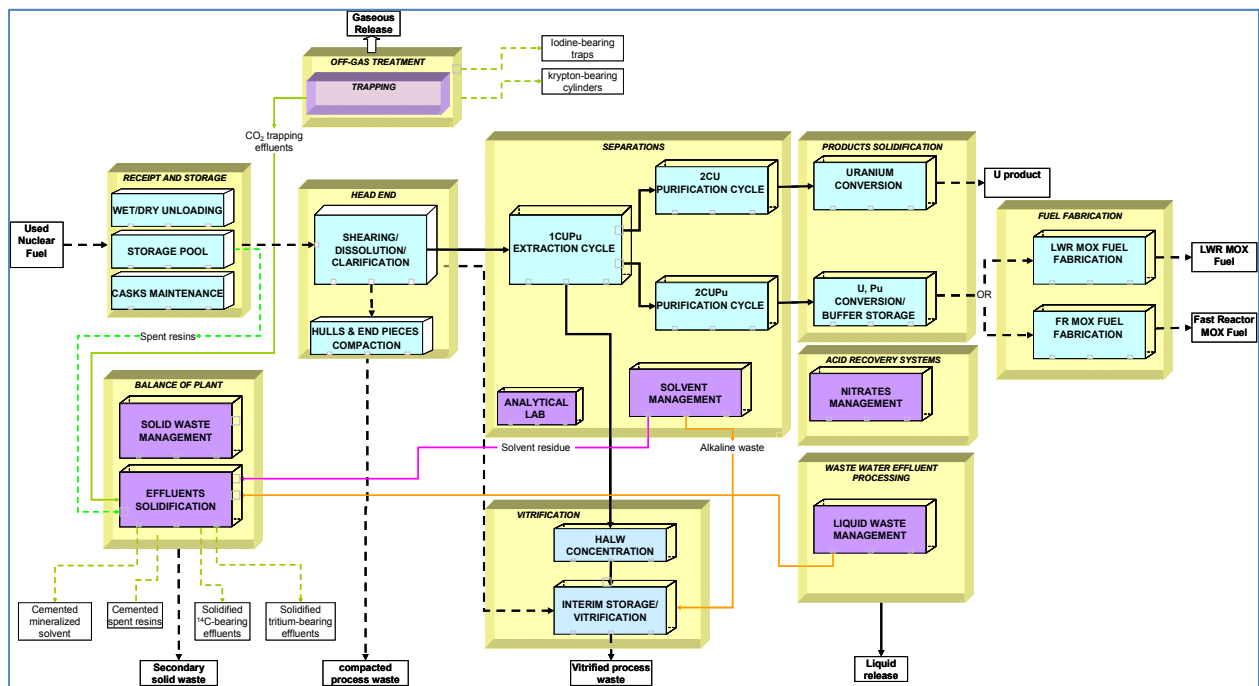 Gaseous
Release
OFF-GAS TREATMENT
TRAPPING
Iodine-bearing
traps
krypton-bearing
cylinders
CO₂ trapping
effluents
RECEIPT AND STORAGE
WET/DRY UNLOADING
STORAGE POOL
CASKS MAINTENANCE
Used
Nuclear
Fuel
HEAD END
SHEARING/
DISSOLUTION/
CLARIFICATION
HULLS & END PIECES
COMPACTION
SEPARATIONS
1CUPu
EXTRACTION CYCLE
2CU
PURIFICATION CYCLE
2CUPu
PURIFICATION CYCLE
SOLVENT
MANAGEMENT
ANALYTICAL
LAB
PRODUCTS SOLIDIFICATION
URANIUM
CONVERSION
U, Pu
CONVERSION/
BUFFER STORAGE
U product
OR
FUEL FABRICATION
LWR MOX FUEL
FABRICATION
FR MOX FUEL
FABRICATION
LWR MOX
Fuel
Fast Reactor
MOX Fuel
ACID RECOVERY SYSTEMS
NITRATES
MANAGEMENT
Spent resins
BALANCE OF PLANT
SOLID WASTE
MANAGEMENT
EFFLUENTS
SOLIDIFICATION
Solvent residue
Alkaline waste
WASTE WATER EFFLUENT
PROCESSING
LIQUID WASTE
MANAGEMENT
VITRIFICATION
HALW
CONCENTRATION
INTERIM STORAGE/
VITRIFICATION
Cemented
mineralized
solvent
Cemented
spent resins
Solidified
¹⁴C-bearing
effluents
Solidified
tritium-bearing
effluents
Secondary
solid waste
compacted
process waste
Vitrified process
waste
Liquid
release